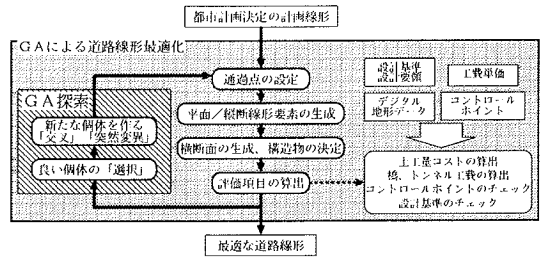 都市計画決定の計画線形
GAによる道路線形最適化
通過点の設定
平面／縦断線形要素の生成
横断面の生成、構造物の決定
評価項目の算出
GA探索
新たな個体を作る
「交叉」「突然変異」
良い個体の「選択」
設計基準
設計要領
工費単価
デジタル
地形データ
コントロール
ポイント
土工量コストの算出
橋、トンネル工費の算出
コントロールポイントのチェック
設計基準のチェック
最適な道路線形